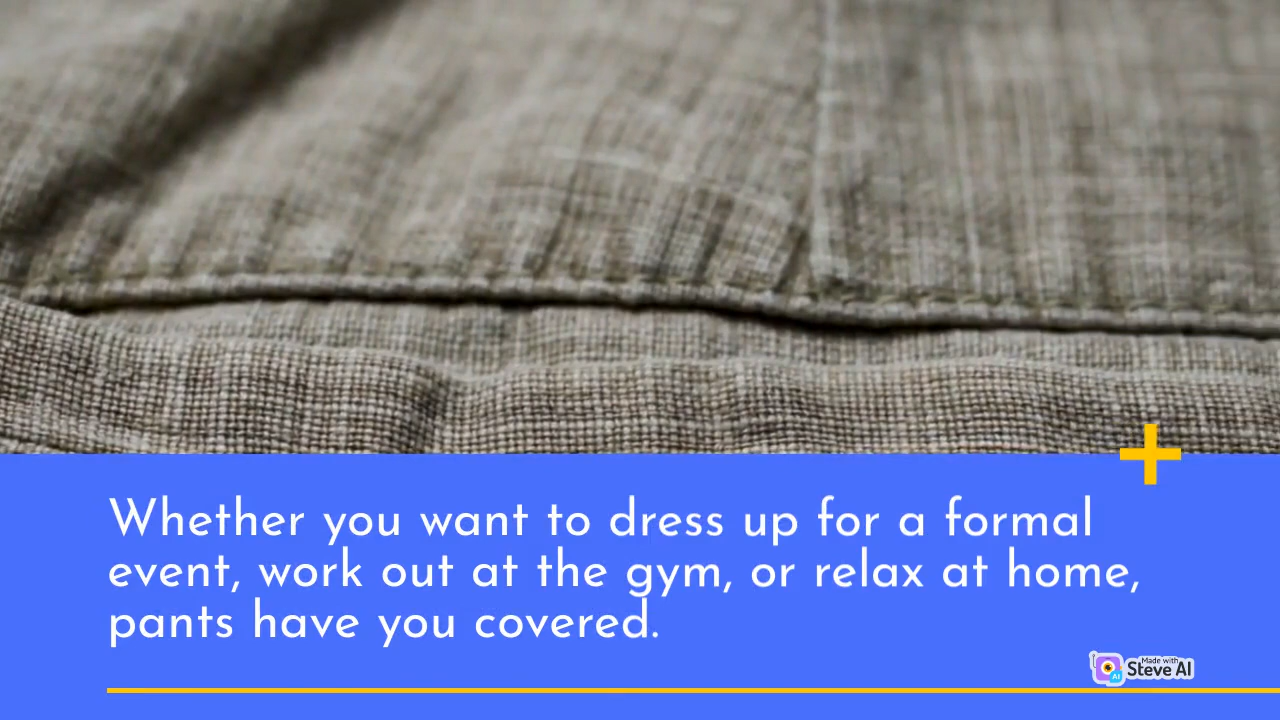 Whether you want to dress up for a formal
event, work out at the gym, or relax at home,
pants have you covered.
Made with
Steve AI
AI